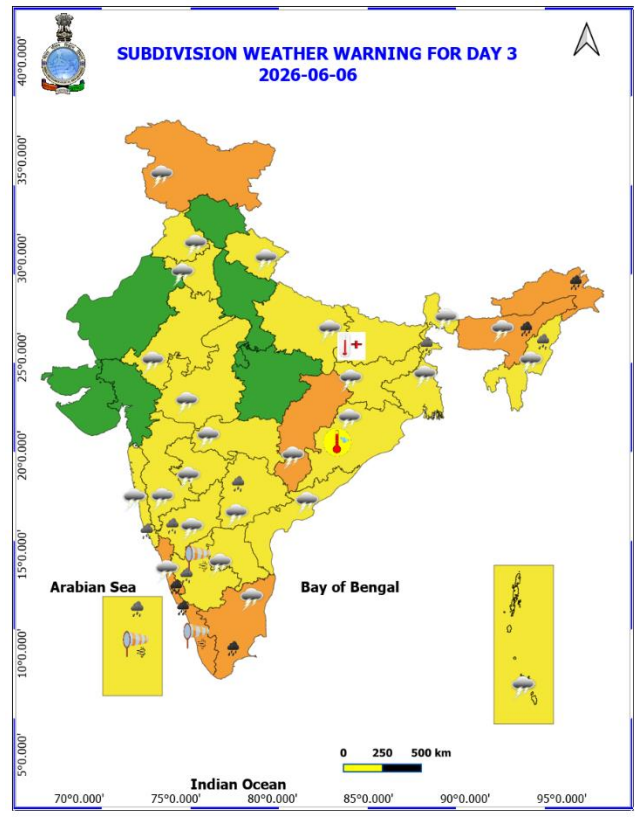 SUBDIVISION WEATHER WARNING FOR DAY 3
2026-06-06
40°0.000'
35°0.000'
30°0.000'
25°0.000'
20°0.000'
15°0.000'
10°0.000'
5°0.000'
Arabian Sea
Bay of Bengal
0 250 500 km
Indian Ocean
70°0.000' 75°0.000' 80°0.000' 85°0.000' 90°0.000' 95°0.000'